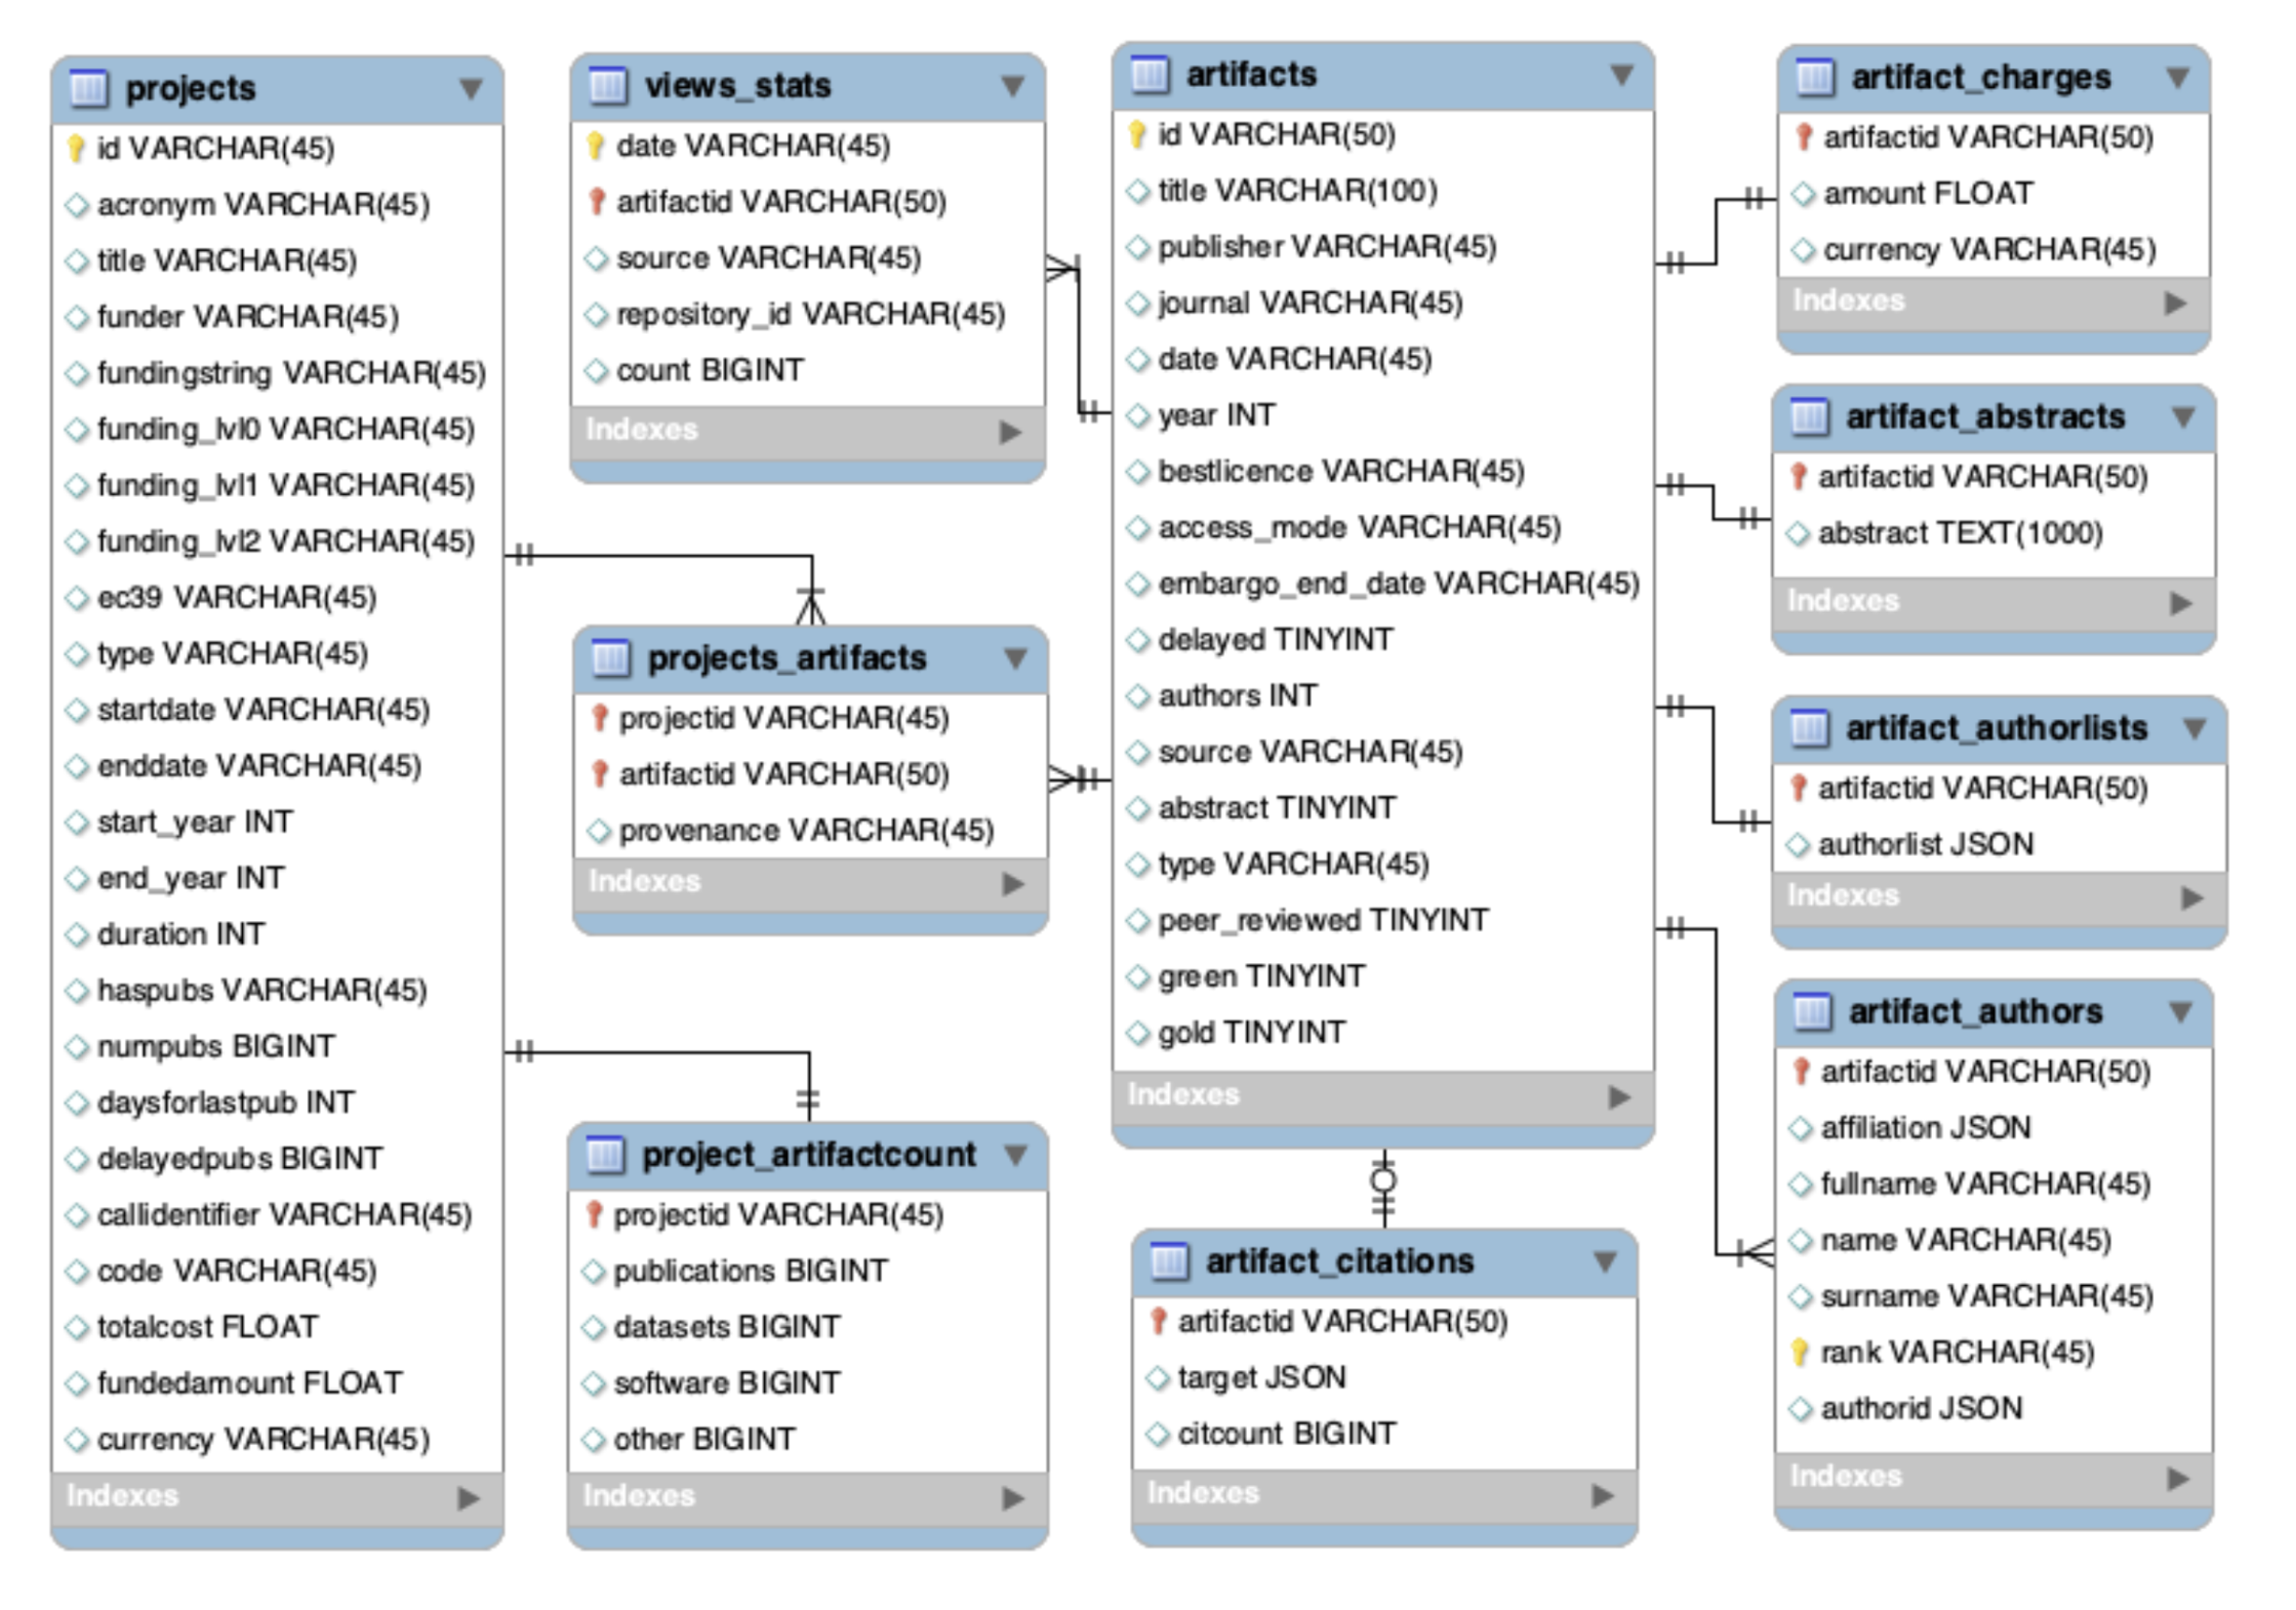 projects
id VARCHAR(45)
acronym VARCHAR(45)
title VARCHAR(45)
funder VARCHAR(45)
fundingstring VARCHAR(45)
funding_lvl0 VARCHAR(45)
funding_lvl1 VARCHAR(45)
funding_lvl2 VARCHAR(45)
ec39 VARCHAR(45)
type VARCHAR(45)
startdate VARCHAR(45)
enddate VARCHAR(45)
start_year INT
end_year INT
duration INT
haspubs VARCHAR(45)
numpubs BIGINT
daysforlastpub INT
delayedpubs BIGINT
callidentifier VARCHAR(45)
code VARCHAR(45)
totalcost FLOAT
fundedamount FLOAT
currency VARCHAR(45)
Indexes
views_stats
date VARCHAR(45)
artifactid VARCHAR(50)
source VARCHAR(45)
repository_id VARCHAR(45)
count BIGINT
Indexes
projects_artifacts
projectid VARCHAR(45)
artifactid VARCHAR(50)
provenance VARCHAR(45)
Indexes
project_artifactcount
projectid VARCHAR(45)
publications BIGINT
datasets BIGINT
software BIGINT
other BIGINT
Indexes
artifacts
id VARCHAR(50)
title VARCHAR(100)
publisher VARCHAR(45)
journal VARCHAR(45)
date VARCHAR(45)
year INT
bestlicence VARCHAR(45)
access_mode VARCHAR(45)
embargo_end_date VARCHAR(45)
delayed TINYINT
authors INT
source VARCHAR(45)
abstract TINYINT
type VARCHAR(45)
peer_reviewed TINYINT
green TINYINT
gold TINYINT
Indexes
artifact_citations
artifactid VARCHAR(50)
target JSON
citcount BIGINT
Indexes
artifact_charges
artifactid VARCHAR(50)
amount FLOAT
currency VARCHAR(45)
Indexes
artifact_abstracts
artifactid VARCHAR(50)
abstract TEXT(1000)
Indexes
artifact_authorlists
artifactid VARCHAR(50)
authorlist JSON
Indexes
artifact_authors
artifactid VARCHAR(50)
affiliation JSON
fullname VARCHAR(45)
name VARCHAR(45)
surname VARCHAR(45)
rank VARCHAR(45)
authorid JSON
Indexes